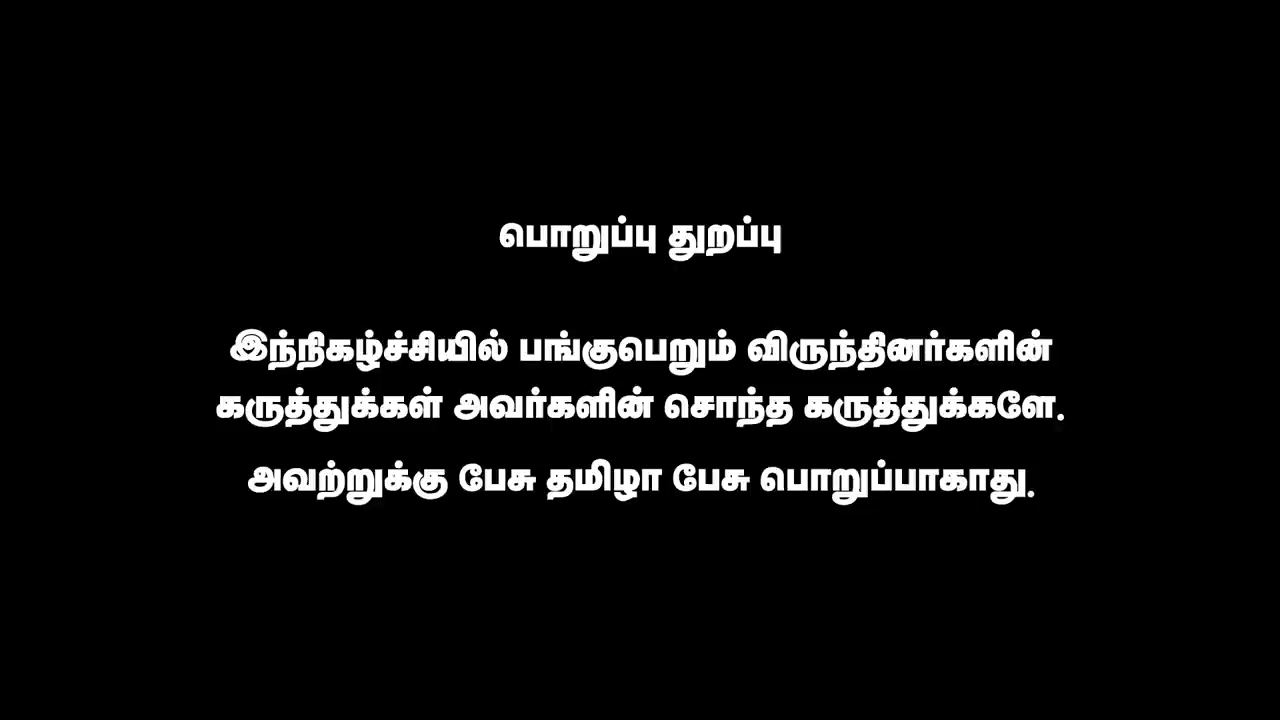 பொறுப்பு துறப்பு
இந்நிகழ்ச்சியில் பங்குபெறும் விருந்தினர்களின்
கருத்துக்கள் அவர்களின் சொந்த கருத்துக்களே.
அவற்றுக்கு பேசு தமிழா பேசு பொறுப்பாகாது.